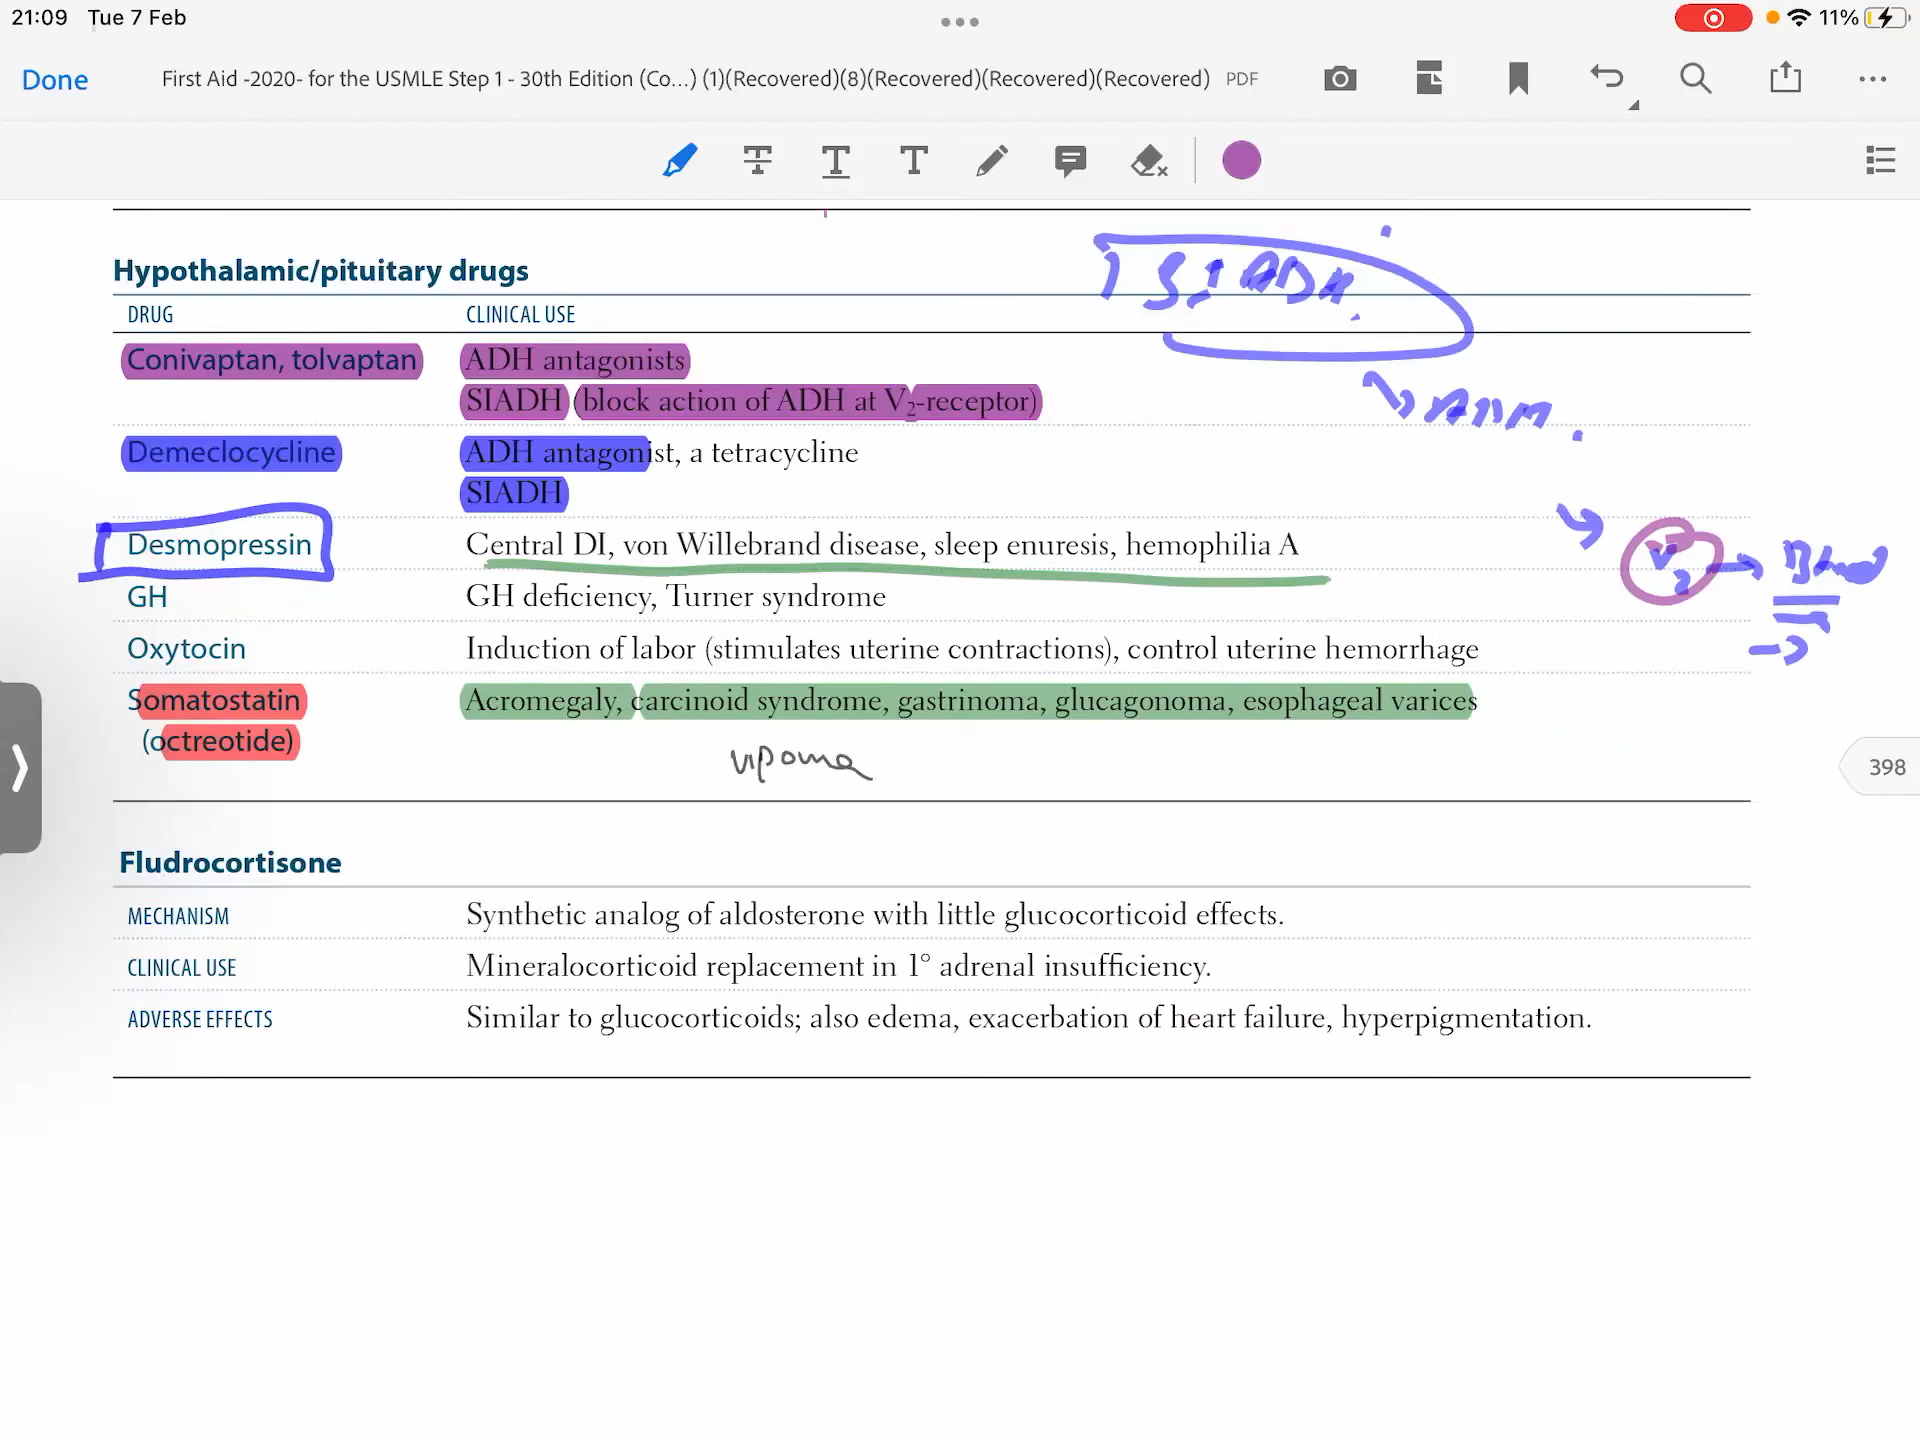 21:09 Tue 7 Feb
11%
Done
First Aid -2020- for the USMLE Step 1 - 30th Edition (Co...) (1)(Recovered)(8)(Recovered)(Recovered)(Recovered) PDF
Hypothalamic/pituitary drugs
SIADH
DRUG CLINICAL USE
Conivaptan, tolvaptan ADH antagonists
SIADH (block action of ADH at V2-receptor)
Demeclocycline ADH antagonist, a tetracycline
SIADH
Desmopressin Central DI, von Willebrand disease, sleep enuresis, hemophilia A
V2
GH GH deficiency, Turner syndrome
Oxytocin Induction of labor (stimulates uterine contractions), control uterine hemorrhage
Somatostatin Acromegaly, carcinoid syndrome, gastrinoma, glucagonoma, esophageal varices
(octreotide)
vipoma
398
Fludrocortisone
MECHANISM Synthetic analog of aldosterone with little glucocorticoid effects.
CLINICAL USE Mineralocorticoid replacement in 1° adrenal insufficiency.
ADVERSE EFFECTS Similar to glucocorticoids; also edema, exacerbation of heart failure, hyperpigmentation.